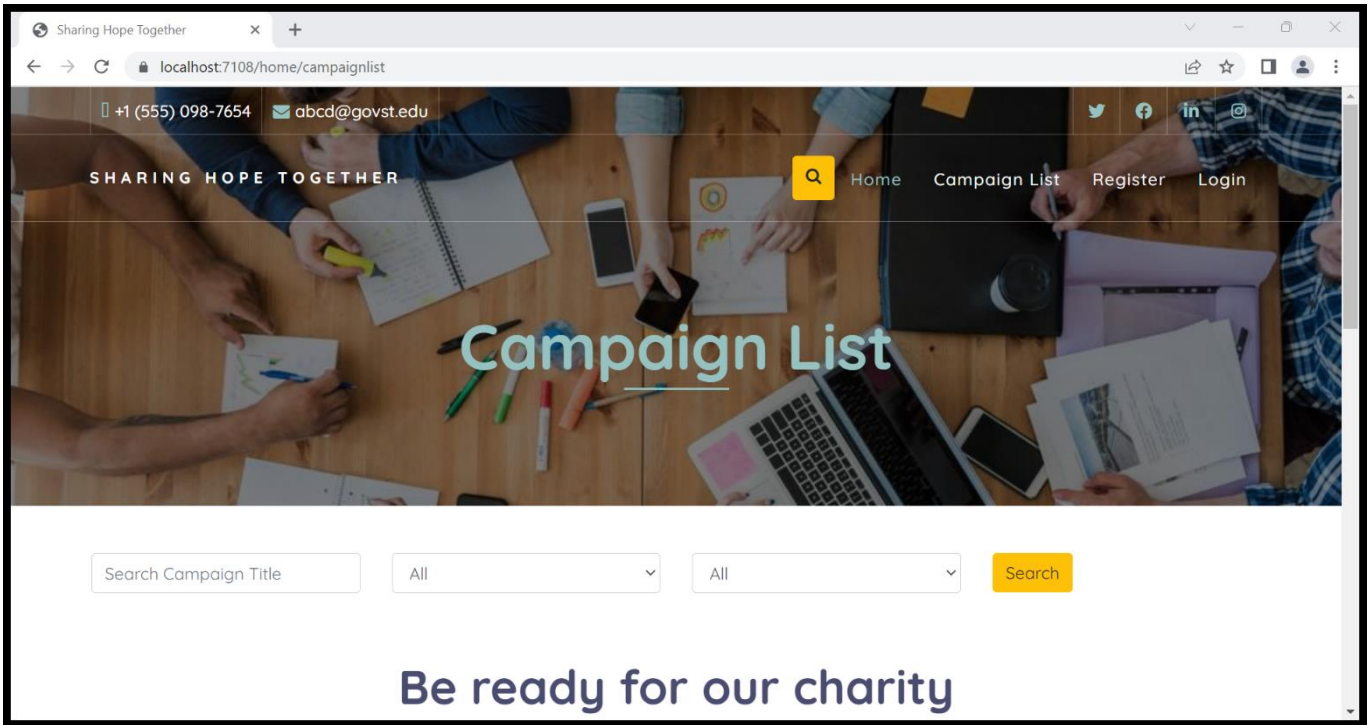 Sharing Hope Together
localhost:7108/home/campaignlist
+1 (555) 098-7654 abcd@govst.edu
SHARING HOPE TOGETHER
Home Campaign List Register Login
Campaign List
Search Campaign Title All All Search
Be ready for our charity